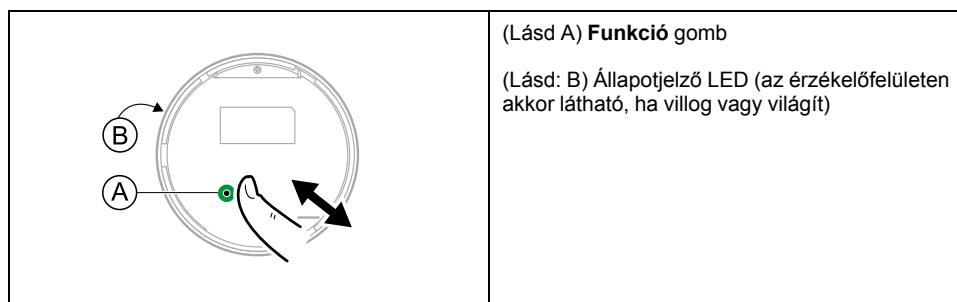 B
A
(Lásd A) Funkció gomb
(Lásd: B) Állapotjelző LED (az érzékelőfelületen
akkor látható, ha villog vagy világít)